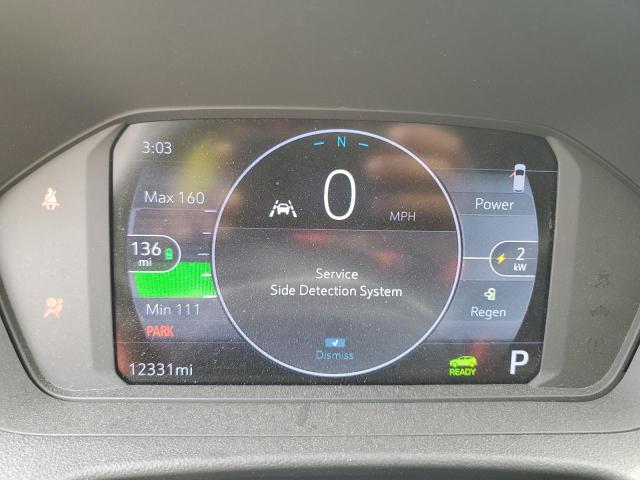 3:03
N
Max 160
0
MPH
Power
136
mi
2
kW
Service
Side Detection System
Min 111
Regen
PARK
Dismiss
12331mi
READY
P